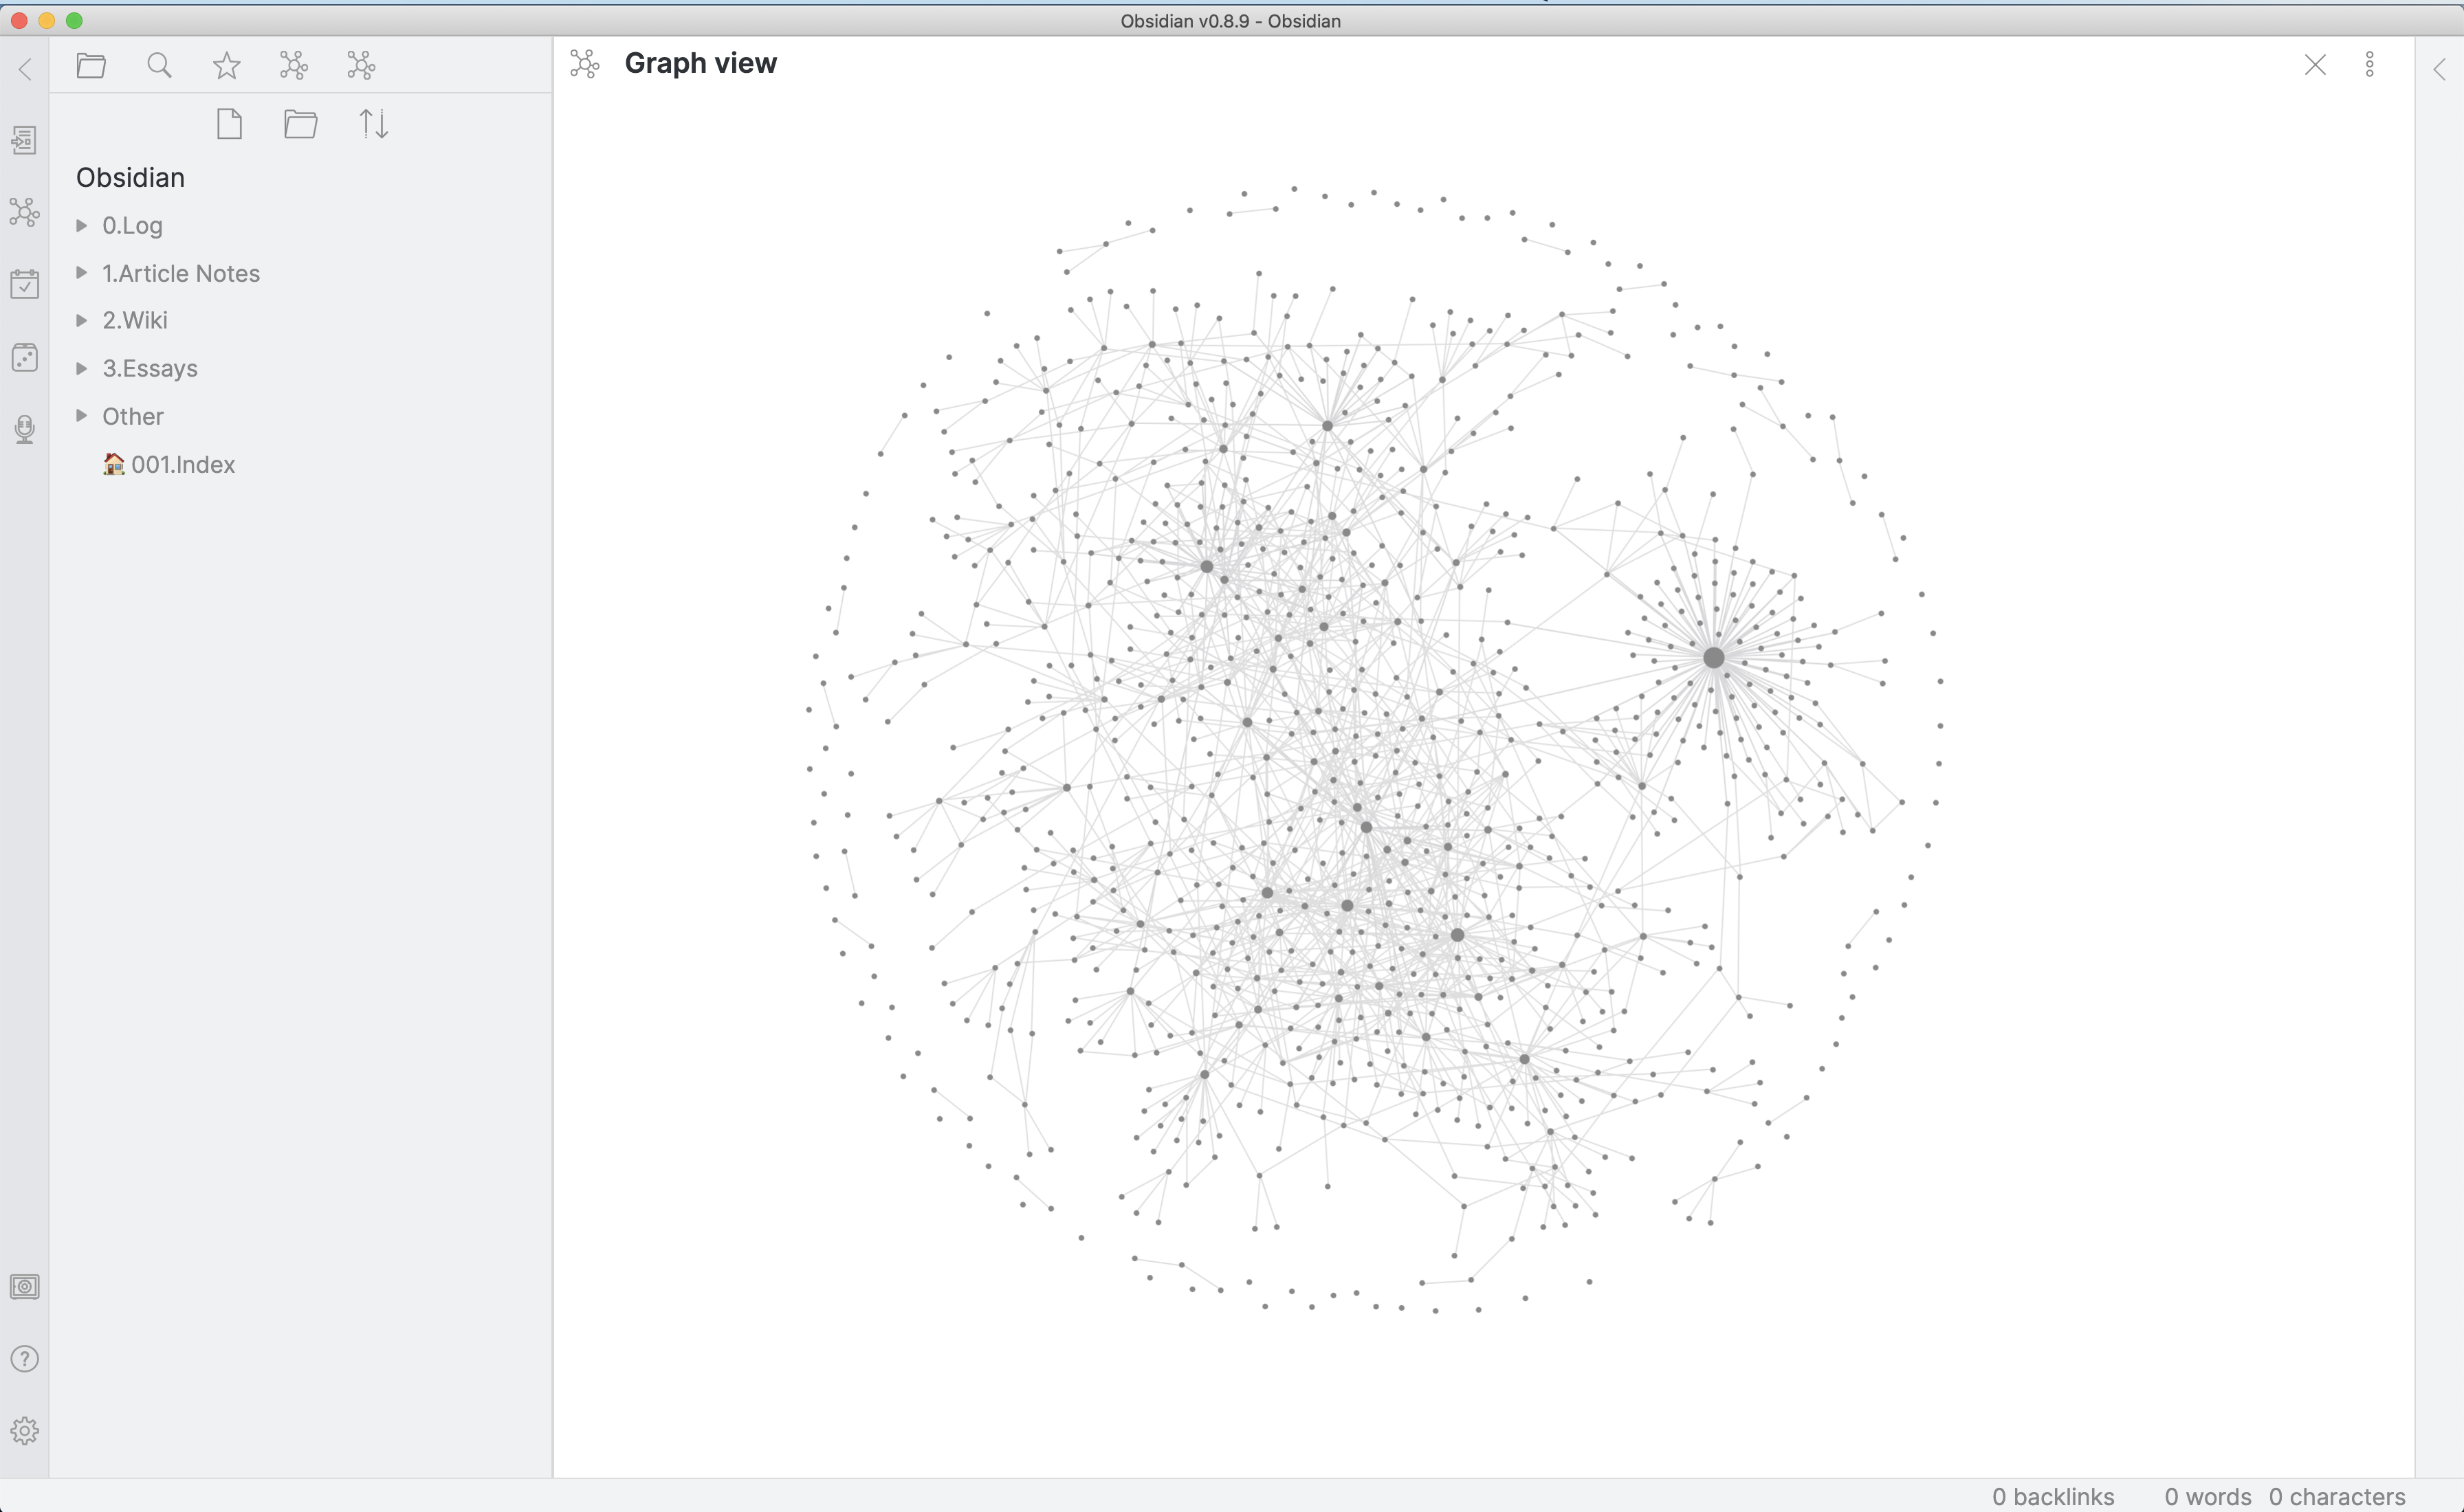 Obsidian v0.8.9 - Obsidian
Graph view
Obsidian
0.Log
1.Article Notes
2.Wiki
3.Essays
Other
🏠 001.Index
0 backlinks 0 words 0 characters